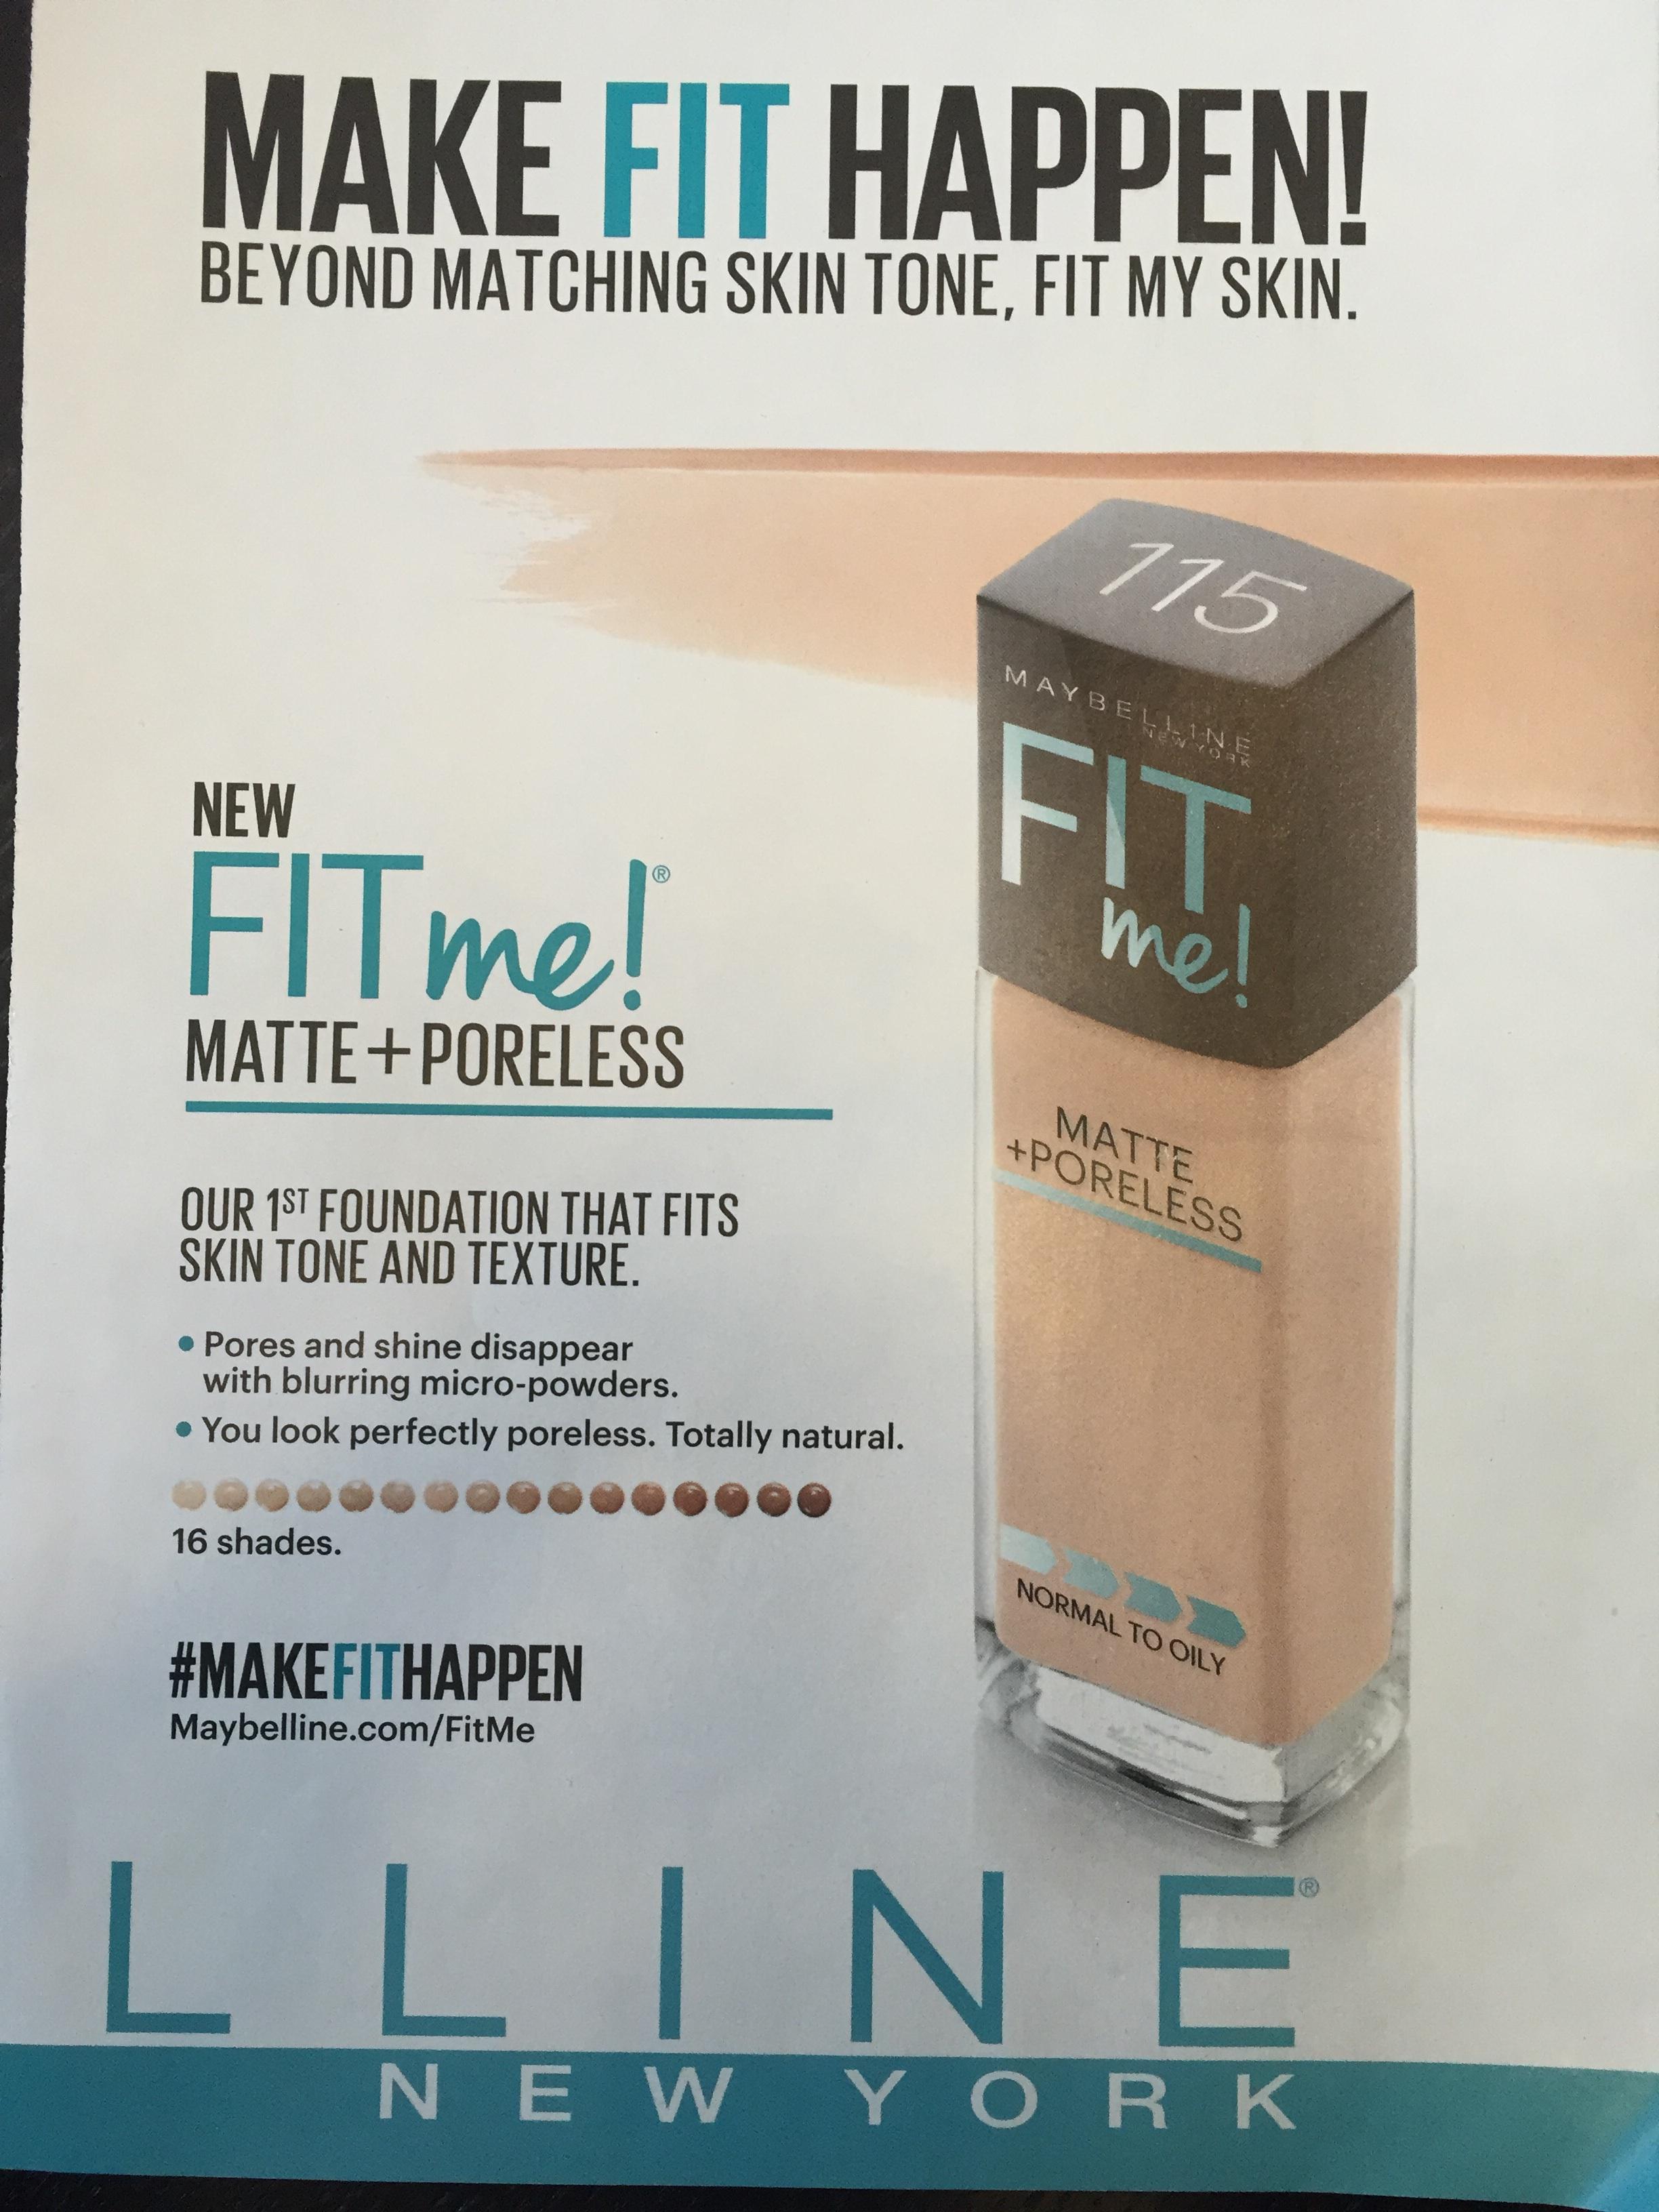 MAKE FIT HAPPEN!
BEYOND MATCHING SKIN TONE, FIT MY SKIN.
115
MAYBELLINE
NEW YORK
FIT
me!
NEW
FIT me!®
MATTE+PORELESS
MATTE
+PORELESS
OUR 1ST FOUNDATION THAT FITS
SKIN TONE AND TEXTURE.
• Pores and shine disappear
with blurring micro-powders.
• You look perfectly poreless. Totally natural.
16 shades.
NORMAL TO OILY
#MAKEFITHAPPEN
Maybelline.com/FitMe
LLINE®
NEW YORK